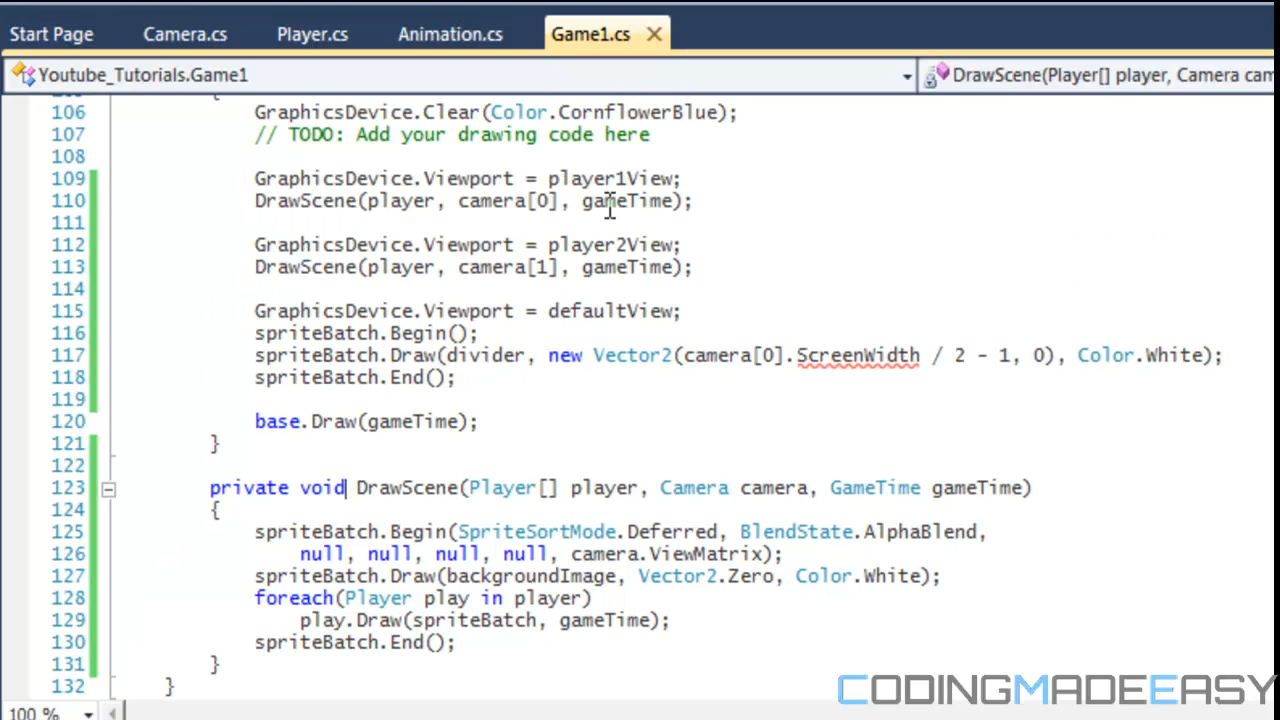 Start Page Camera.cs Player.cs Animation.cs Game1.cs
Youtube_Tutorials.Game1 DrawScene(Player[] player, Camera cam
{
106 GraphicsDevice.Clear(Color.CornflowerBlue);
107 // TODO: Add your drawing code here
108
109 GraphicsDevice.Viewport = player1View;
110 DrawScene(player, camera[0], gameTime);
111
112 GraphicsDevice.Viewport = player2View;
113 DrawScene(player, camera[1], gameTime);
114
115 GraphicsDevice.Viewport = defaultView;
116 spriteBatch.Begin();
117 spriteBatch.Draw(divider, new Vector2(camera[0].ScreenWidth / 2 - 1, 0), Color.White);
118 spriteBatch.End();
119
120 base.Draw(gameTime);
121 }
122
123 private void DrawScene(Player[] player, Camera camera, GameTime gameTime)
124 {
125 spriteBatch.Begin(SpriteSortMode.Deferred, BlendState.AlphaBlend,
126 null, null, null, null, camera.ViewMatrix);
127 spriteBatch.Draw(backgroundImage, Vector2.Zero, Color.White);
128 foreach(Player play in player)
129 play.Draw(spriteBatch, gameTime);
130 spriteBatch.End();
131 }
132 }
CODINGMADEEASY
100 %